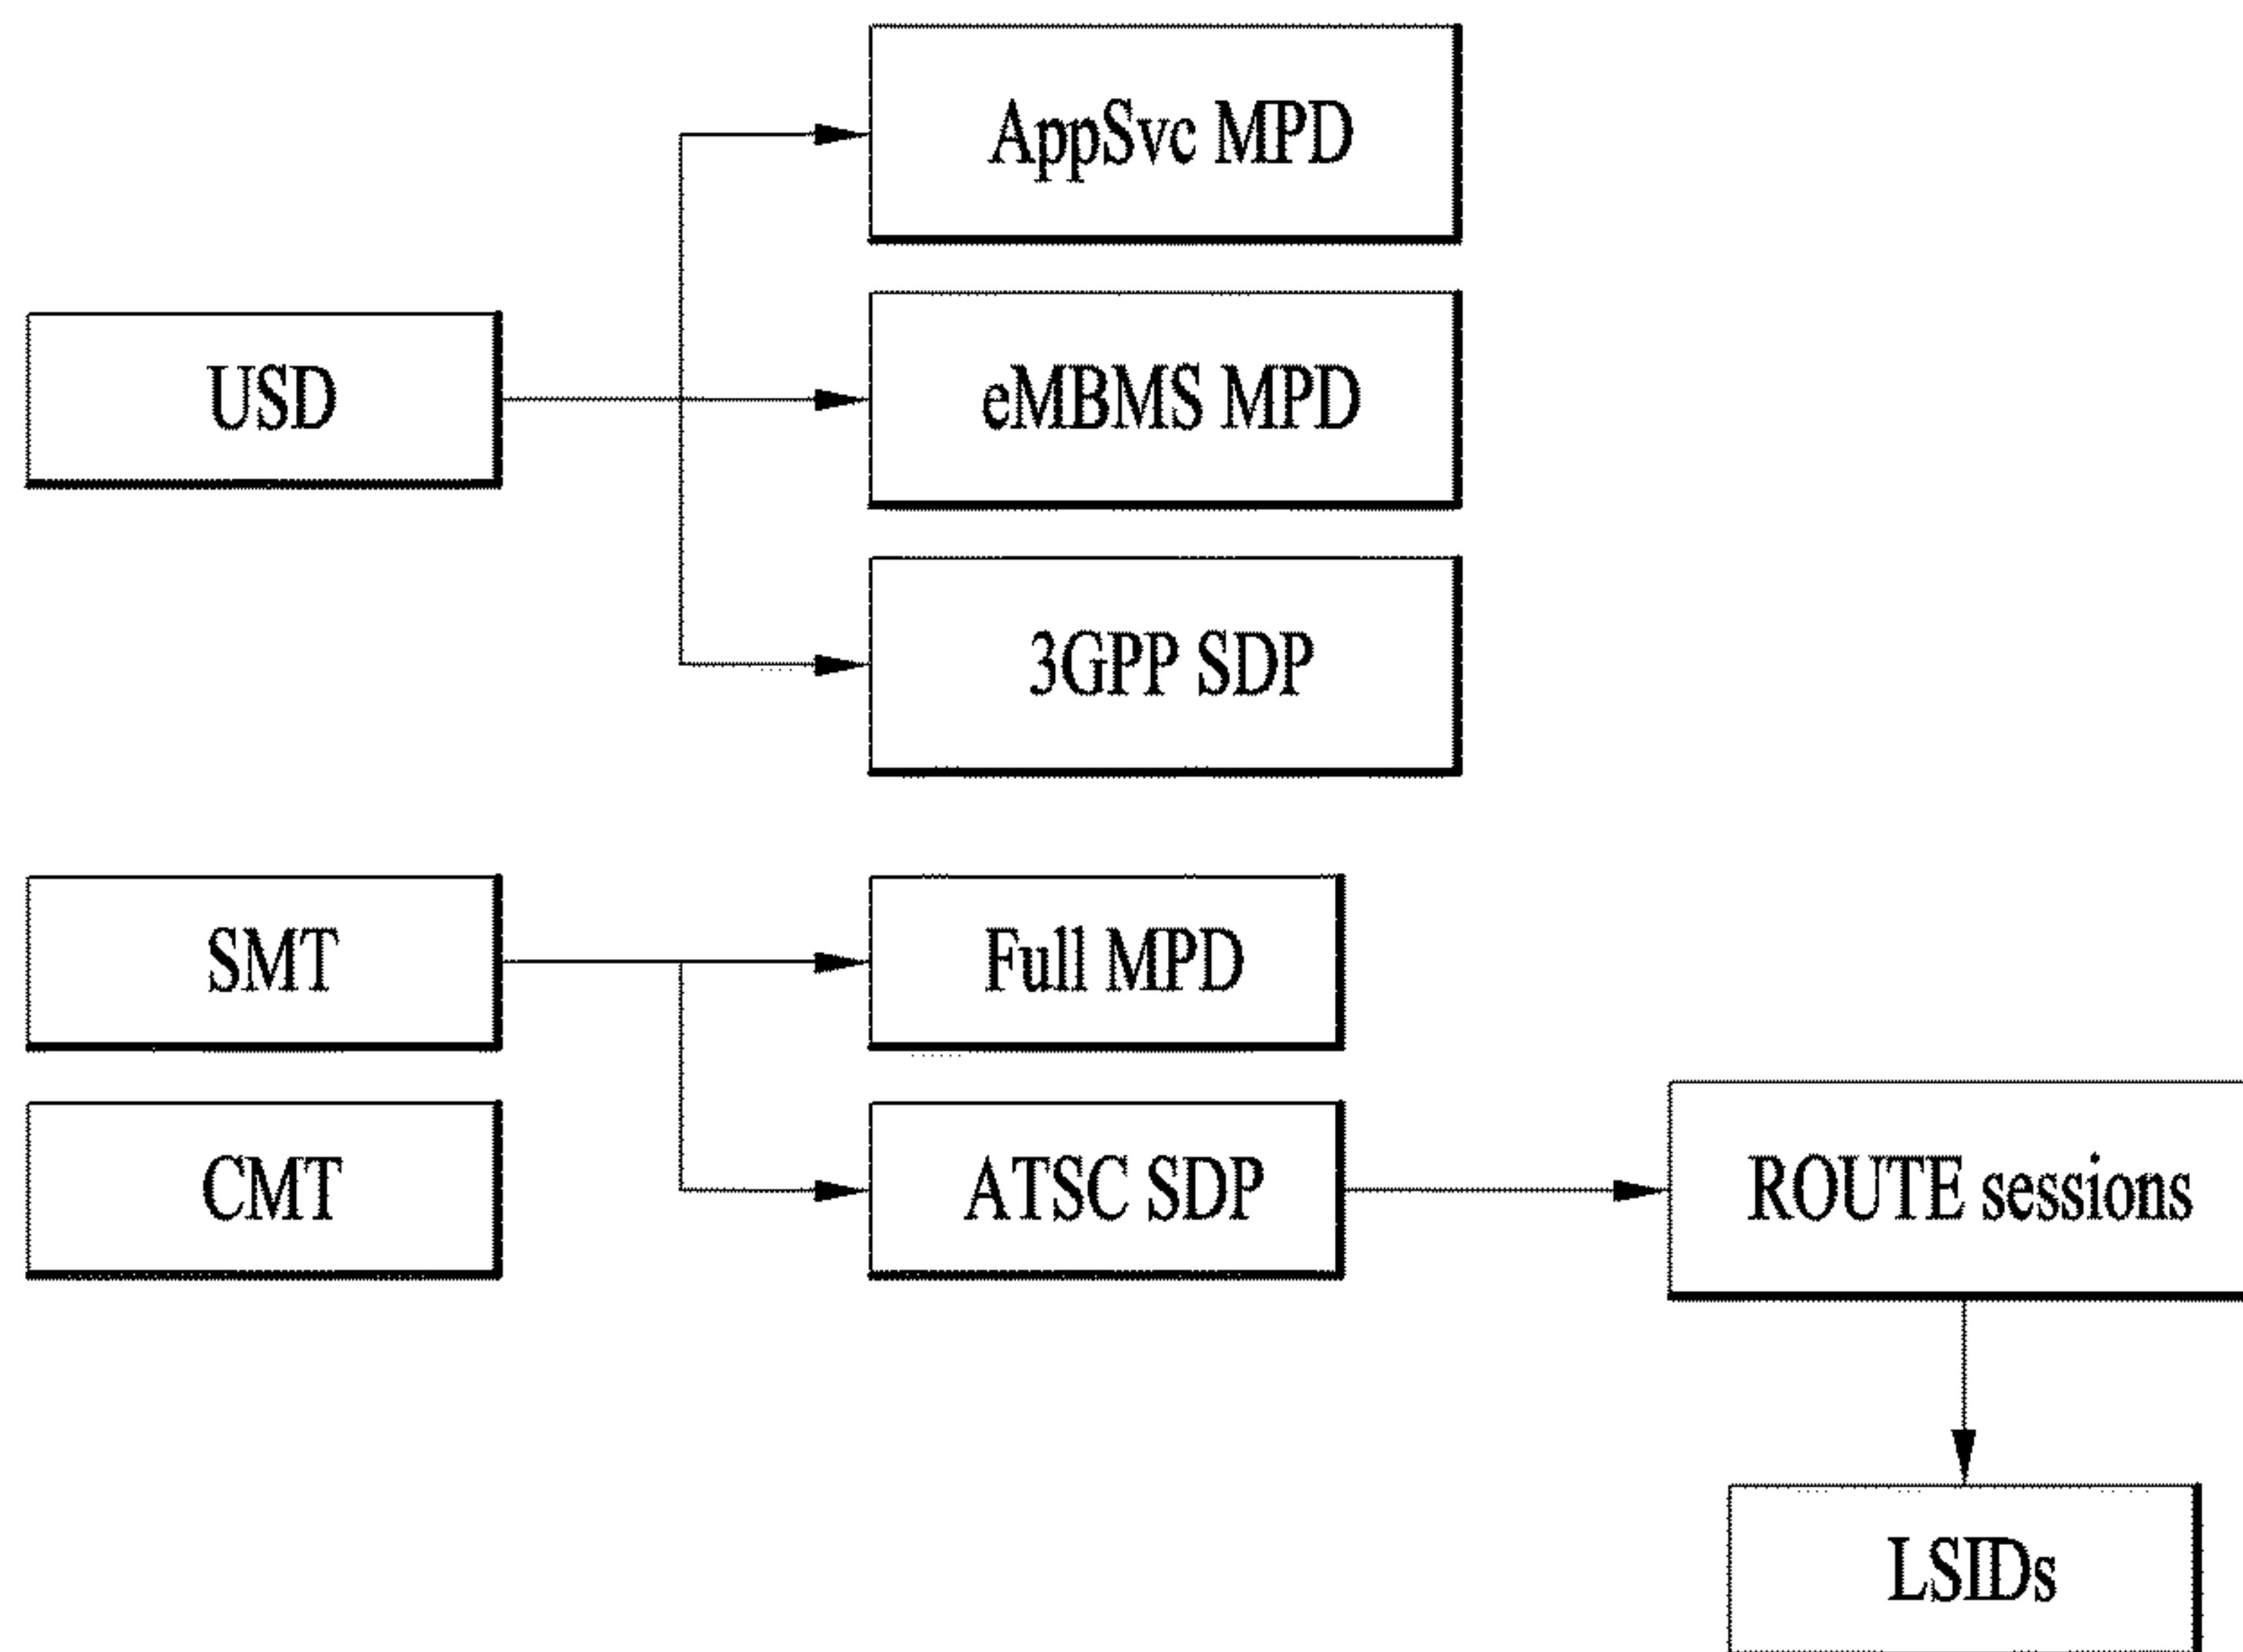 AppSvc MPD
USD
eMBMS MPD
3GPP SDP
SMT
Full MPD
CMT
ATSC SDP
ROUTE sessions
LSIDs